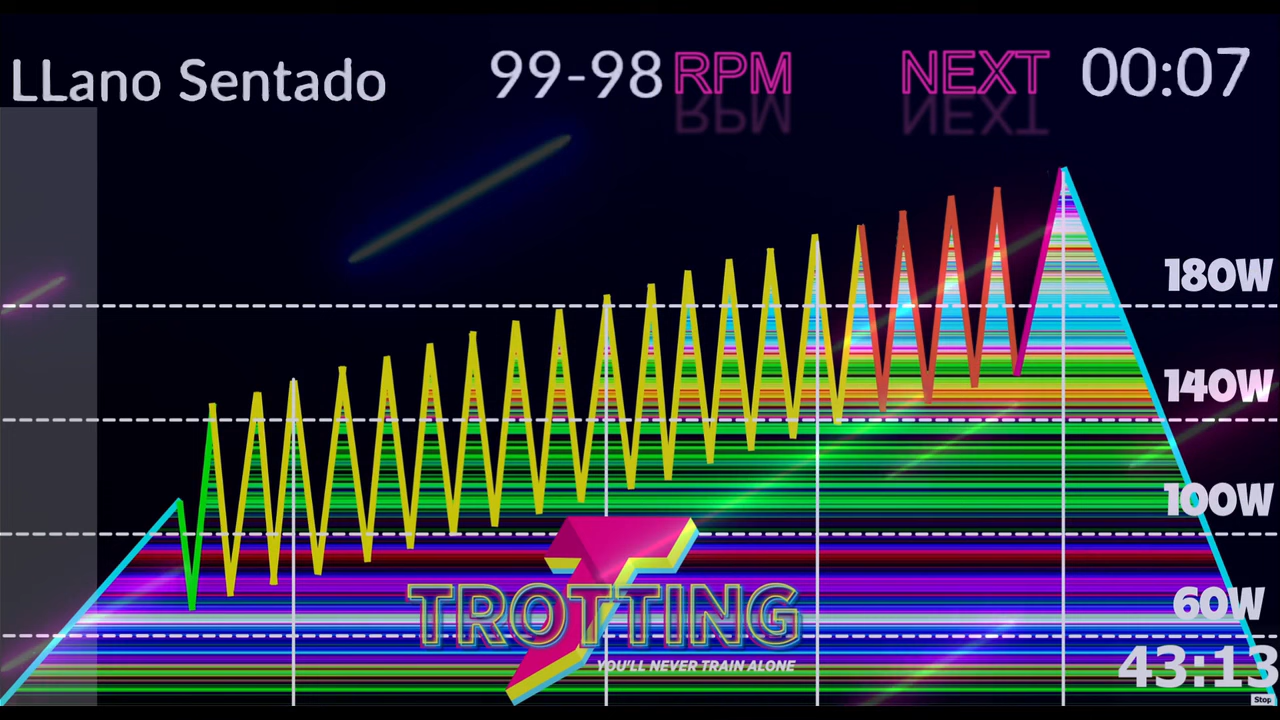 LLano Sentado
99-98 RPM
NEXT 00:07
180W
140W
100W
60W
TROTTING
YOU'LL NEVER TRAIN ALONE
43:13
Stop